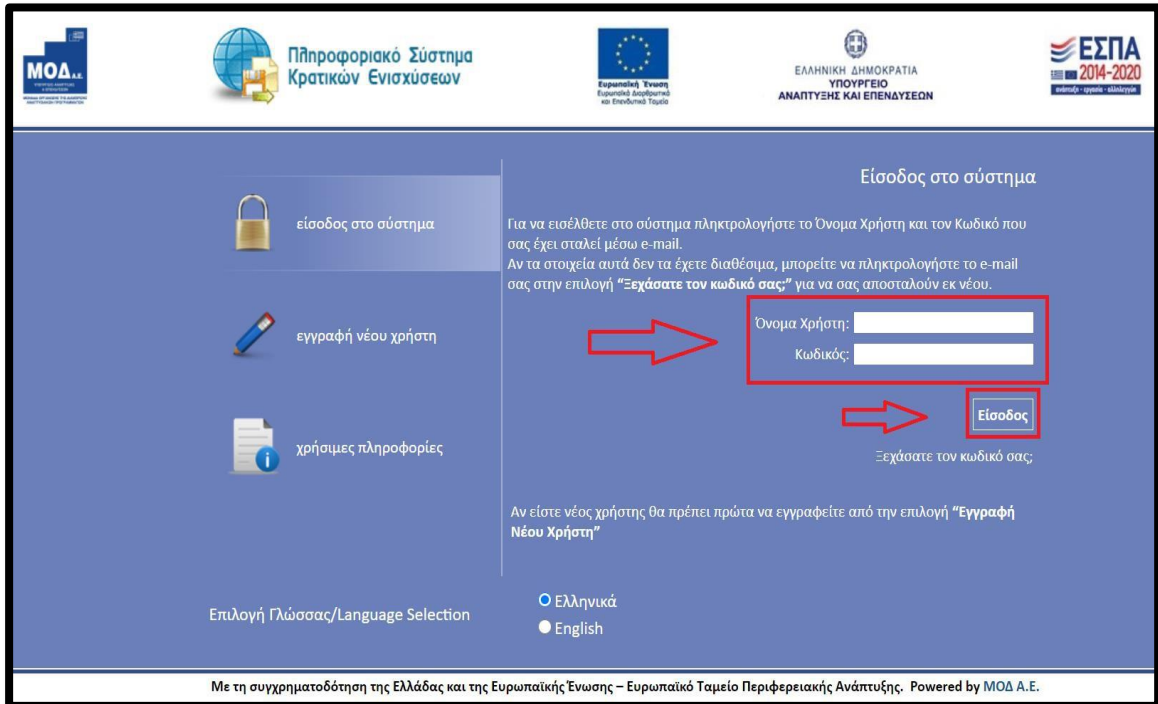 ΜΟΔ Α.Ε.
Πληροφοριακό Σύστημα
Κρατικών Ενισχύσεων
Ευρωπαϊκή Ένωση
Ευρωπαϊκά Διαρθρωτικά
και Επενδυτικά Ταμεία
ΕΛΛΗΝΙΚΗ ΔΗΜΟΚΡΑΤΙΑ
ΥΠΟΥΡΓΕΙΟ
ΑΝΑΠΤΥΞΗΣ ΚΑΙ ΕΠΕΝΔΥΣΕΩΝ
ΕΣΠΑ
2014-2020
ανάπτυξη - εργασία - αλληλεγγύη
Είσοδος στο σύστημα
είσοδος στο σύστημα
Για να εισέλθετε στο σύστημα πληκτρολογήστε το Όνομα Χρήστη και τον Κωδικό που
σας έχει σταλεί μέσω e-mail.
Αν τα στοιχεία αυτά δεν τα έχετε διαθέσιμα, μπορείτε να πληκτρολογήστε το e-mail
σας στην επιλογή “Ξεχάσατε τον κωδικό σας;” για να σας αποσταλούν εκ νέου.
Όνομα Χρήστη:
εγγραφή νέου χρήστη
Κωδικός:
Είσοδος
χρήσιμες πληροφορίες
Ξεχάσατε τον κωδικό σας;
Αν είστε νέος χρήστης θα πρέπει πρώτα να εγγραφείτε από την επιλογή “Εγγραφή
Νέου Χρήστη”
Επιλογή Γλώσσας/Language Selection
Ελληνικά
English
Με τη συγχρηματοδότηση της Ελλάδας και της Ευρωπαϊκής Ένωσης – Ευρωπαϊκό Ταμείο Περιφερειακής Ανάπτυξης. Powered by ΜΟΔ Α.Ε.